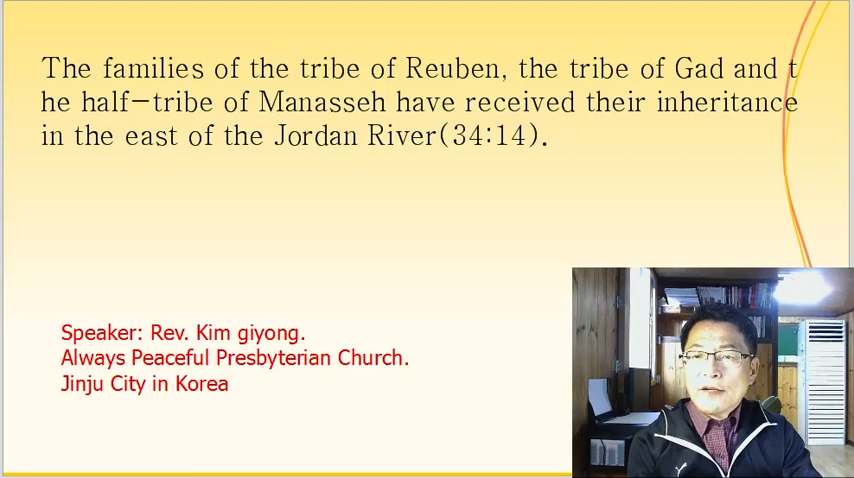 The families of the tribe of Reuben, the tribe of Gad and t
he half-tribe of Manasseh have received their inheritance
in the east of the Jordan River(34:14).
Speaker: Rev. Kim giyong.
Always Peaceful Presbyterian Church.
Jinju City in Korea